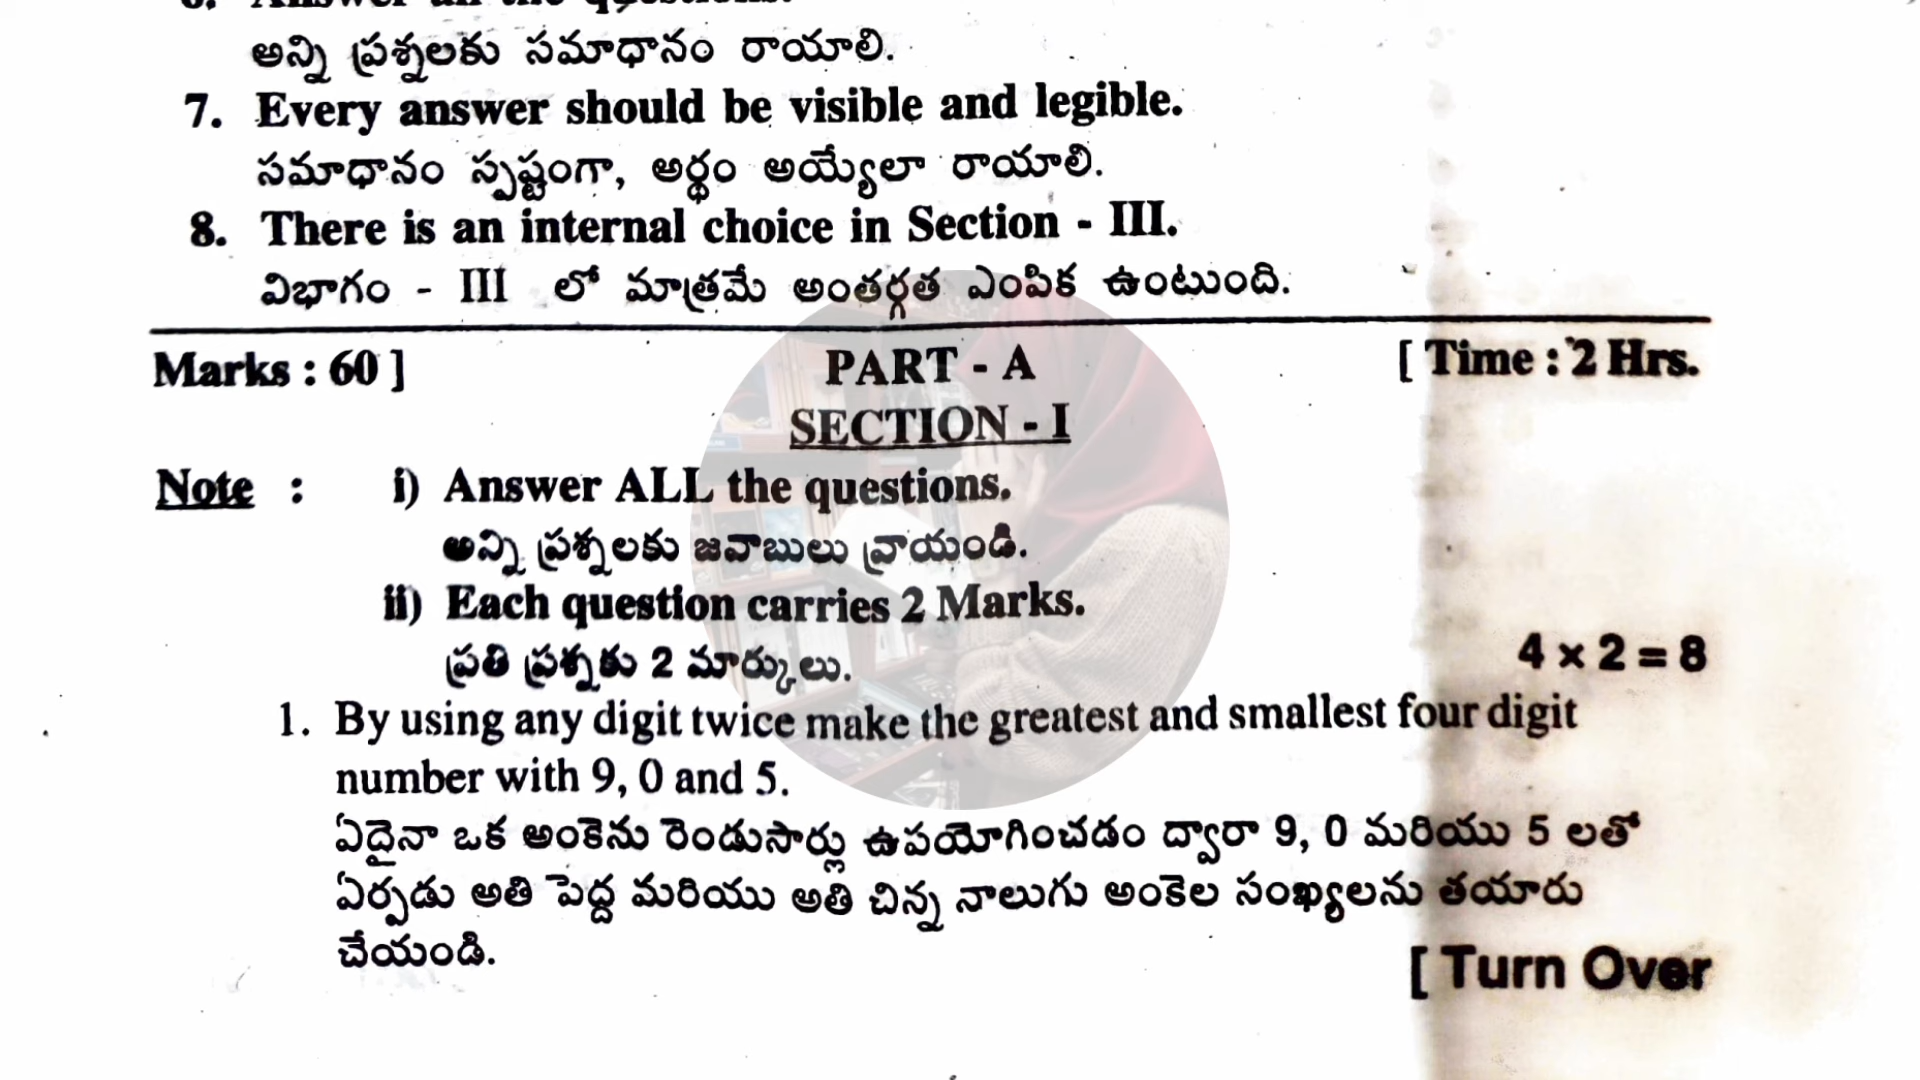 6. Answer all the questions.
అన్ని ప్రశ్నలకు సమాధానం రాయాలి.
7. Every answer should be visible and legible.
సమాధానం స్పష్టంగా, అర్థం అయ్యేలా రాయాలి.
8. There is an internal choice in Section - III.
విభాగం - III లో మాత్రమే అంతర్గత ఎంపిక ఉంటుంది.
Marks : 60 ] PART - A [ Time : 2 Hrs.
SECTION - I
Note : i) Answer ALL the questions.
అన్ని ప్రశ్నలకు జవాబులు వ్రాయండి.
ii) Each question carries 2 Marks.
ప్రతి ప్రశ్నకు 2 మార్కులు. 4 × 2 = 8
1. By using any digit twice make the greatest and smallest four digit
number with 9, 0 and 5.
ఏదైనా ఒక అంకెను రెండుసార్లు ఉపయోగించడం ద్వారా 9, 0 మరియు 5 లతో
ఏర్పడు అతి పెద్ద మరియు అతి చిన్న నాలుగు అంకెల సంఖ్యలను తయారు
చేయండి.
[ Turn Over